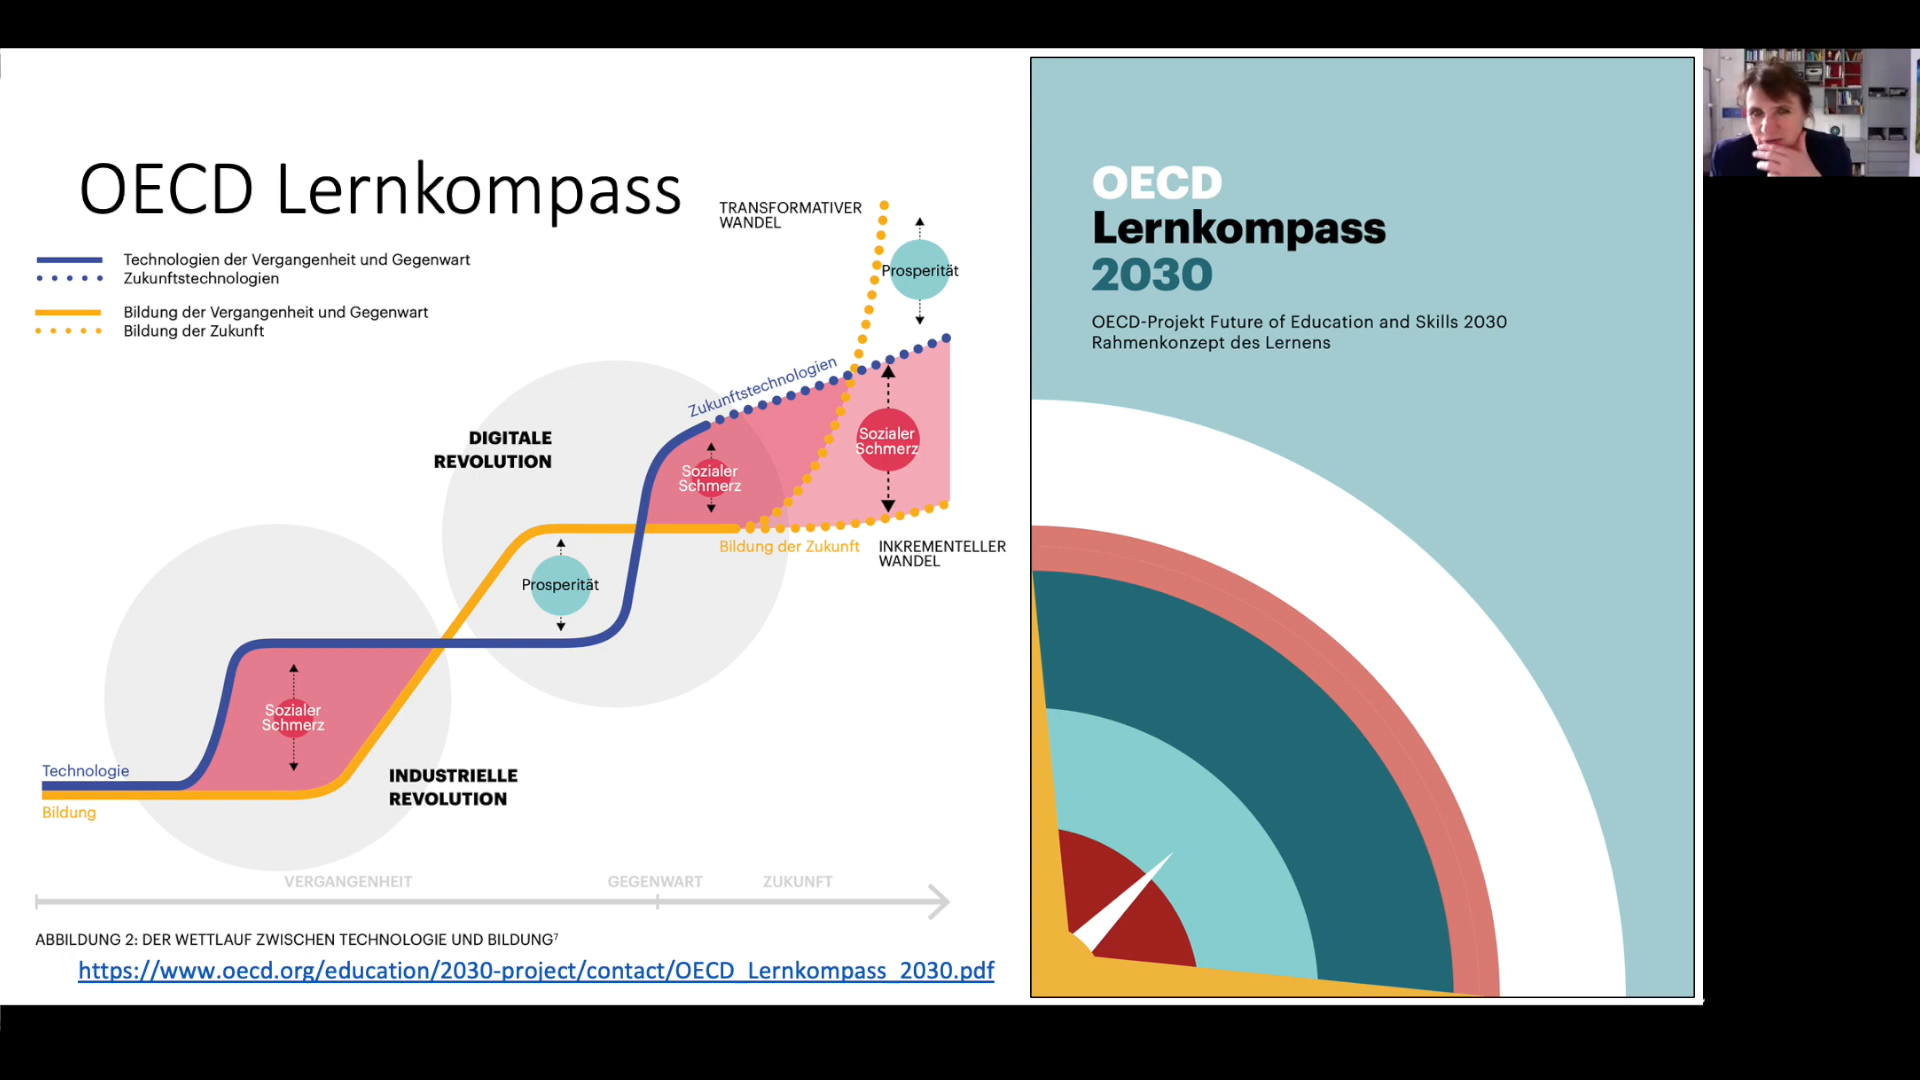 OECD Lernkompass
Technologien der Vergangenheit und Gegenwart
Zukunftstechnologien
Bildung der Vergangenheit und Gegenwart
Bildung der Zukunft
TRANSFORMATIVER
WANDEL
Prosperität
Zukunftstechnologien
DIGITALE
REVOLUTION
Sozialer
Schmerz
Sozialer
Schmerz
Bildung der Zukunft
INKREMENTELLER
WANDEL
Prosperität
Sozialer
Schmerz
Technologie
Bildung
INDUSTRIELLE
REVOLUTION
VERGANGENHEIT
GEGENWART
ZUKUNFT
ABBILDUNG 2: DER WETTLAUF ZWISCHEN TECHNOLOGIE UND BILDUNG⁷
https://www.oecd.org/education/2030-project/contact/OECD_Lernkompass_2030.pdf
OECD
Lernkompass
2030
OECD-Projekt Future of Education and Skills 2030
Rahmenkonzept des Lernens